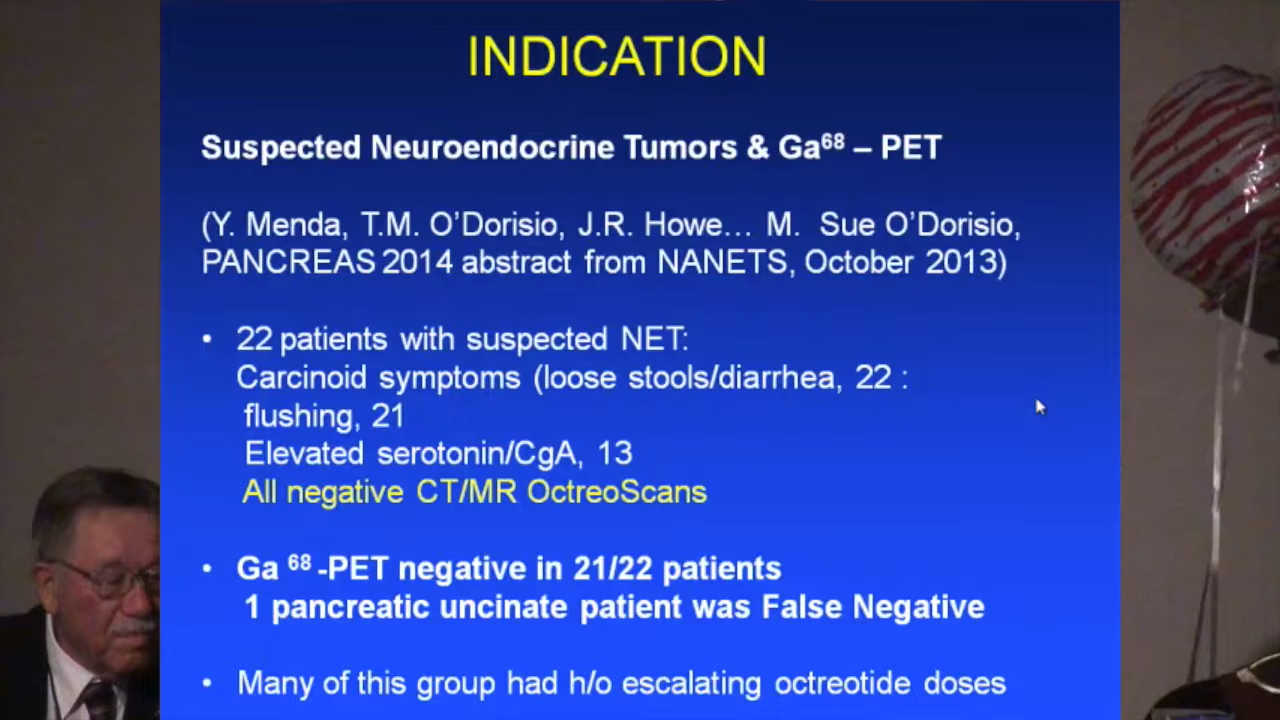 INDICATION
Suspected Neuroendocrine Tumors & Ga⁶⁸ – PET
(Y. Menda, T.M. O’Dorisio, J.R. Howe… M. Sue O’Dorisio,
PANCREAS 2014 abstract from NANETS, October 2013)
• 22 patients with suspected NET:
Carcinoid symptoms (loose stools/diarrhea, 22 :
flushing, 21
Elevated serotonin/CgA, 13
All negative CT/MR OctreoScans
• Ga ⁶⁸ -PET negative in 21/22 patients
1 pancreatic uncinate patient was False Negative
• Many of this group had h/o escalating octreotide doses